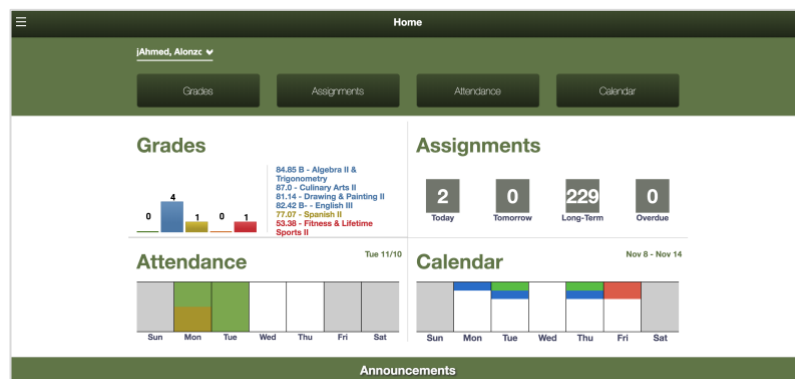 Home
jAhmed, Alonzc
Grades
Assignments
Attendance
Calendar
Grades
0
4
1
0
1
84.85 B - Algebra II &
Trigonometry
87.0 - Culinary Arts II
81.14 - Drawing & Painting II
82.42 B- - English III
77.07 - Spanish II
53.38 - Fitness & Lifetime
Sports II
Assignments
2
0
229
0
Today
Tomorrow
Long-Term
Overdue
Attendance
Tue 11/10
Sun Mon Tue Wed Thu Fri Sat
Calendar
Nov 8 - Nov 14
Sun Mon Tue Wed Thu Fri Sat
Announcements